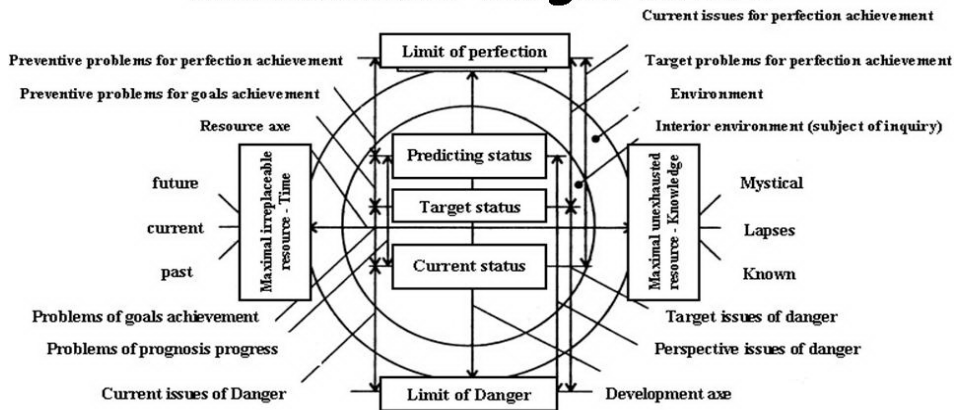 Current issues for perfection achievement
Limit of perfection
Preventive problems for perfection achievement
Target problems for perfection achievement
Preventive problems for goals achievement
Environment
Resource axe
Interior environment (subject of inquiry)
Predicting status
future
Mystical
Maximal irreplaceable
resource - Time
Target status
Maximal unexhausted
resource - Knowledge
current
Lapses
Current status
past
Known
Problems of goals achievement
Target issues of danger
Problems of prognosis progress
Perspective issues of danger
Current issues of Danger
Limit of Danger
Development axe